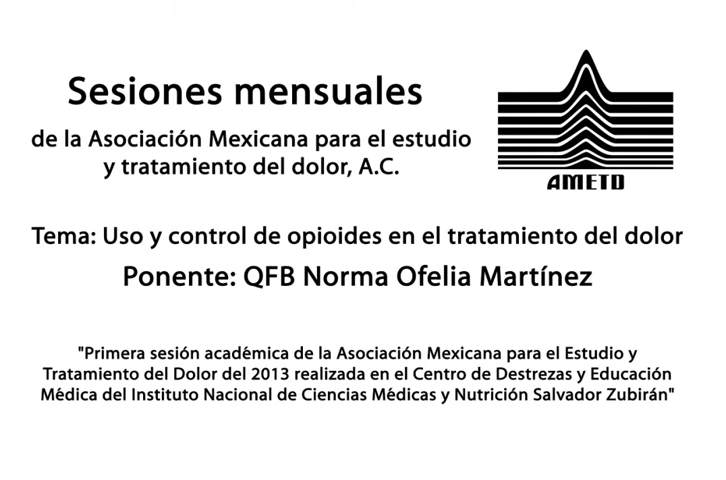 Sesiones mensuales
de la Asociación Mexicana para el estudio
y tratamiento del dolor, A.C.
AMETD
Tema: Uso y control de opioides en el tratamiento del dolor
Ponente: QFB Norma Ofelia Martínez
"Primera sesión académica de la Asociación Mexicana para el Estudio y
Tratamiento del Dolor del 2013 realizada en el Centro de Destrezas y Educación
Médica del Instituto Nacional de Ciencias Médicas y Nutrición Salvador Zubirán"